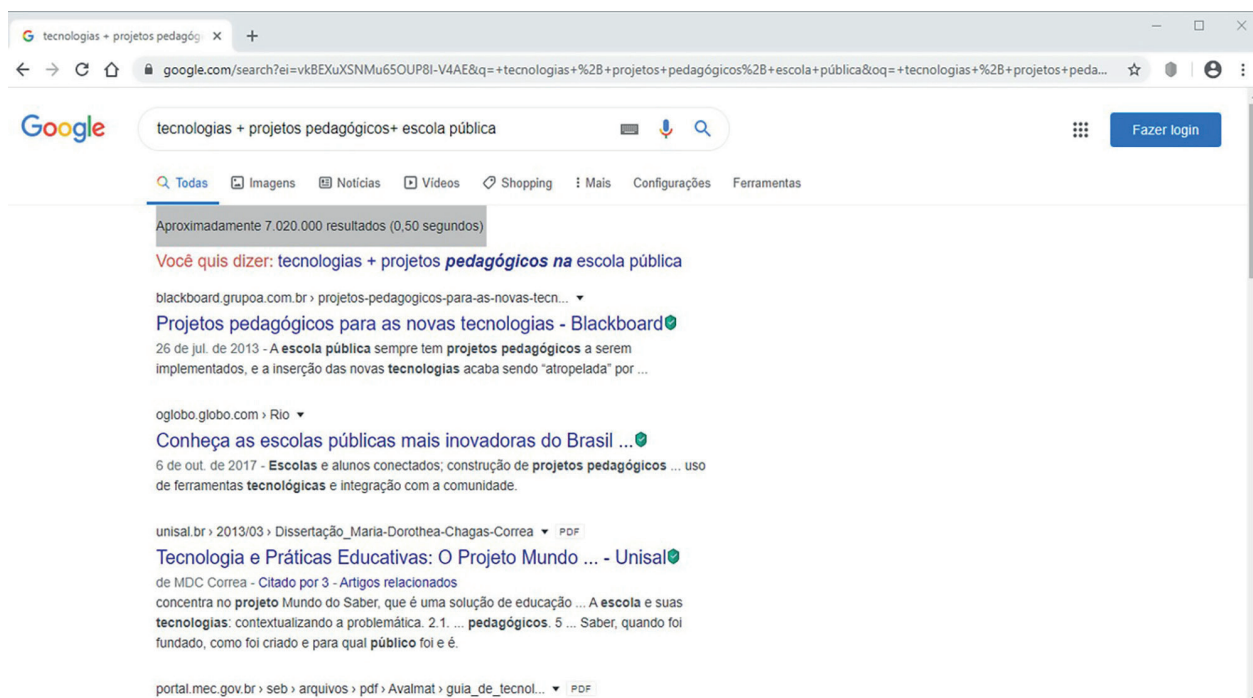 tecnologias + projetos pedagóg
google.com/search?ei=vkBEXuXSNMu65OUP8I-V4AE&q=+tecnologias+%2B+projetos+pedagógicos%2B+escola+pública&oq=+tecnologias+%2B+projetos+peda...
Google
tecnologias + projetos pedagógicos+ escola pública
Fazer login
Todas Imagens Notícias Vídeos Shopping Mais Configurações Ferramentas
Aproximadamente 7.020.000 resultados (0,50 segundos)
Você quis dizer: tecnologias + projetos pedagógicos na escola pública
blackboard.grupoa.com.br › projetos-pedagogicos-para-as-novas-tecn...
Projetos pedagógicos para as novas tecnologias - Blackboard
26 de jul. de 2013 - A escola pública sempre tem projetos pedagógicos a serem
implementados, e a inserção das novas tecnologias acaba sendo “atropelada” por ...
oglobo.globo.com › Rio
Conheça as escolas públicas mais inovadoras do Brasil ...
6 de out. de 2017 - Escolas e alunos conectados; construção de projetos pedagógicos ... uso
de ferramentas tecnológicas e integração com a comunidade.
unisal.br › 2013/03 › Dissertação_Maria-Dorothea-Chagas-Correa PDF
Tecnologia e Práticas Educativas: O Projeto Mundo ... - Unisal
de MDC Correa - Citado por 3 - Artigos relacionados
concentra no projeto Mundo do Saber, que é uma solução de educação ... A escola e suas
tecnologias: contextualizando a problemática. 2.1. ... pedagógicos. 5 ... Saber, quando foi
fundado, como foi criado e para qual público foi e é.
portal.mec.gov.br › seb › arquivos › pdf › Avalmat › guia_de_tecnol... PDF